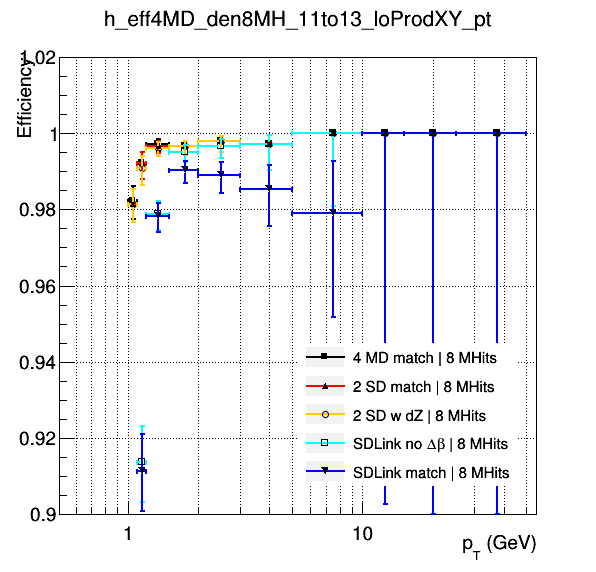 h_eff4MD_den8MH_11to13_loProdXY_pt
Efficiency
1.02
1
0.98
0.96
0.94
0.92
0.9
4 MD match | 8 MHits
2 SD match | 8 MHits
2 SD w dZ | 8 MHits
SDLink no Δβ | 8 MHits
SDLink match | 8 MHits
1
10
p_T (GeV)